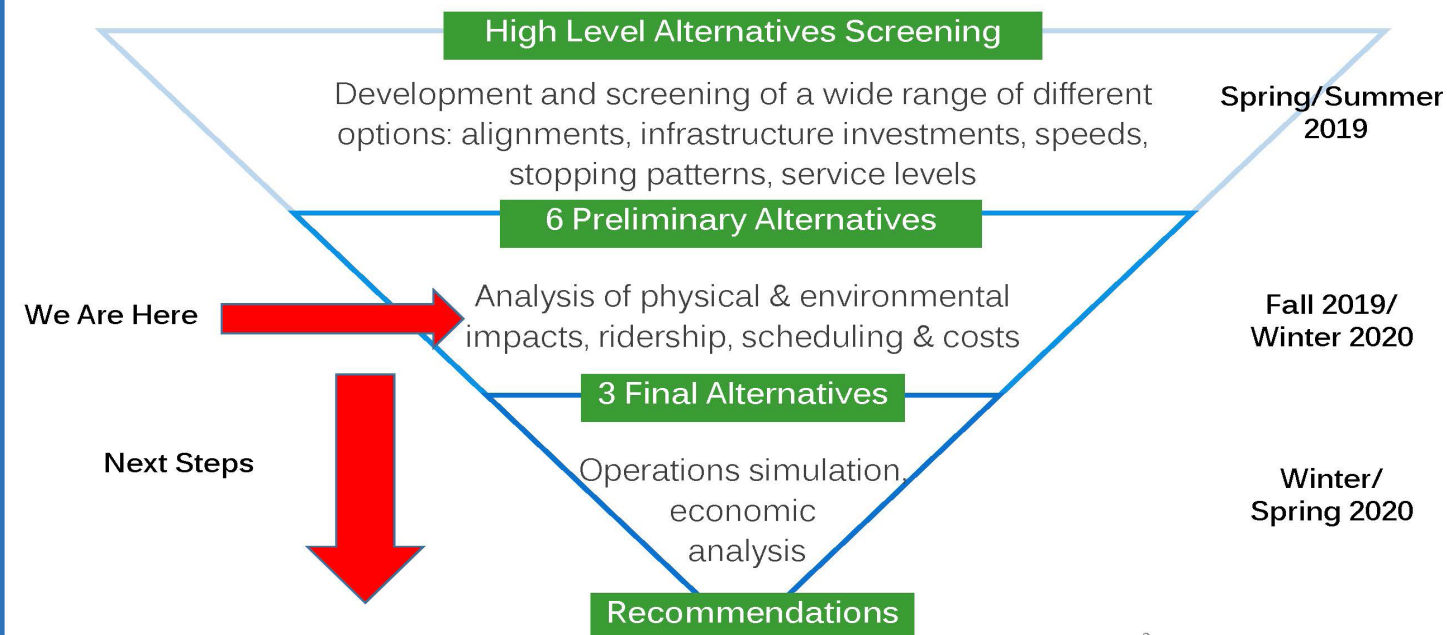 High Level Alternatives Screening
Development and screening of a wide range of different
options: alignments, infrastructure investments, speeds,
stopping patterns, service levels
Spring/Summer
2019
6 Preliminary Alternatives
We Are Here
Analysis of physical & environmental
impacts, ridership, scheduling & costs
Fall 2019/
Winter 2020
3 Final Alternatives
Next Steps
Operations simulation,
economic
analysis
Winter/
Spring 2020
Recommendations